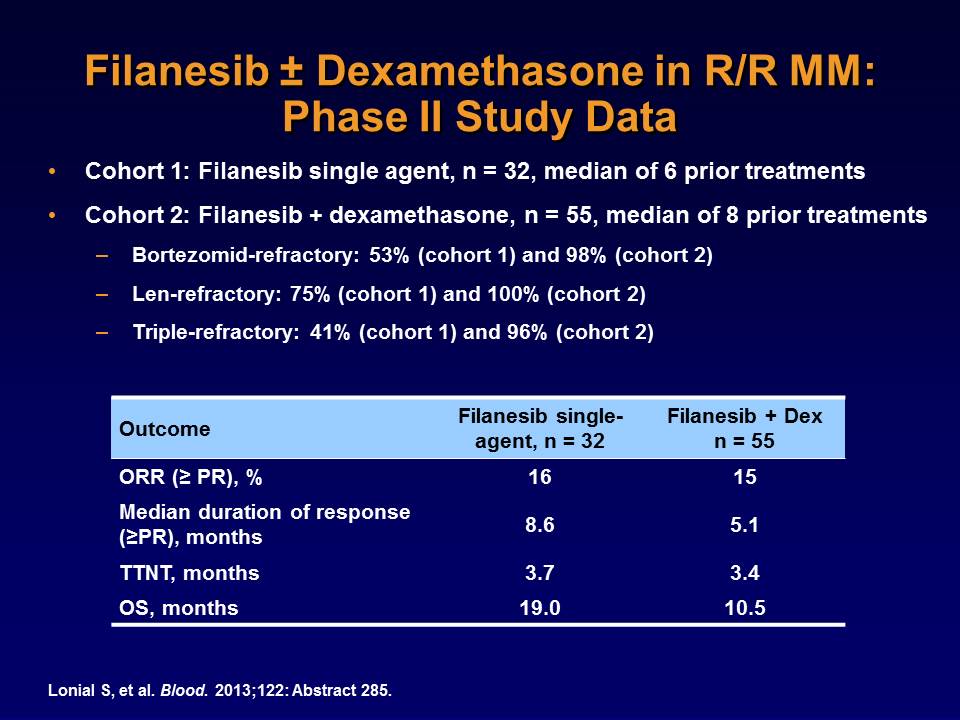 Filanesib ± Dexamethasone in R/R MM:
Phase II Study Data
• Cohort 1: Filanesib single agent, n = 32, median of 6 prior treatments
• Cohort 2: Filanesib + dexamethasone, n = 55, median of 8 prior treatments
– Bortezomid-refractory: 53% (cohort 1) and 98% (cohort 2)
– Len-refractory: 75% (cohort 1) and 100% (cohort 2)
– Triple-refractory: 41% (cohort 1) and 96% (cohort 2)
Outcome
Filanesib single-
agent, n = 32
Filanesib + Dex
n = 55
ORR (≥ PR), % 16 15
Median duration of response
(≥PR), months 8.6 5.1
TTNT, months 3.7 3.4
OS, months 19.0 10.5
Lonial S, et al. Blood. 2013;122: Abstract 285.